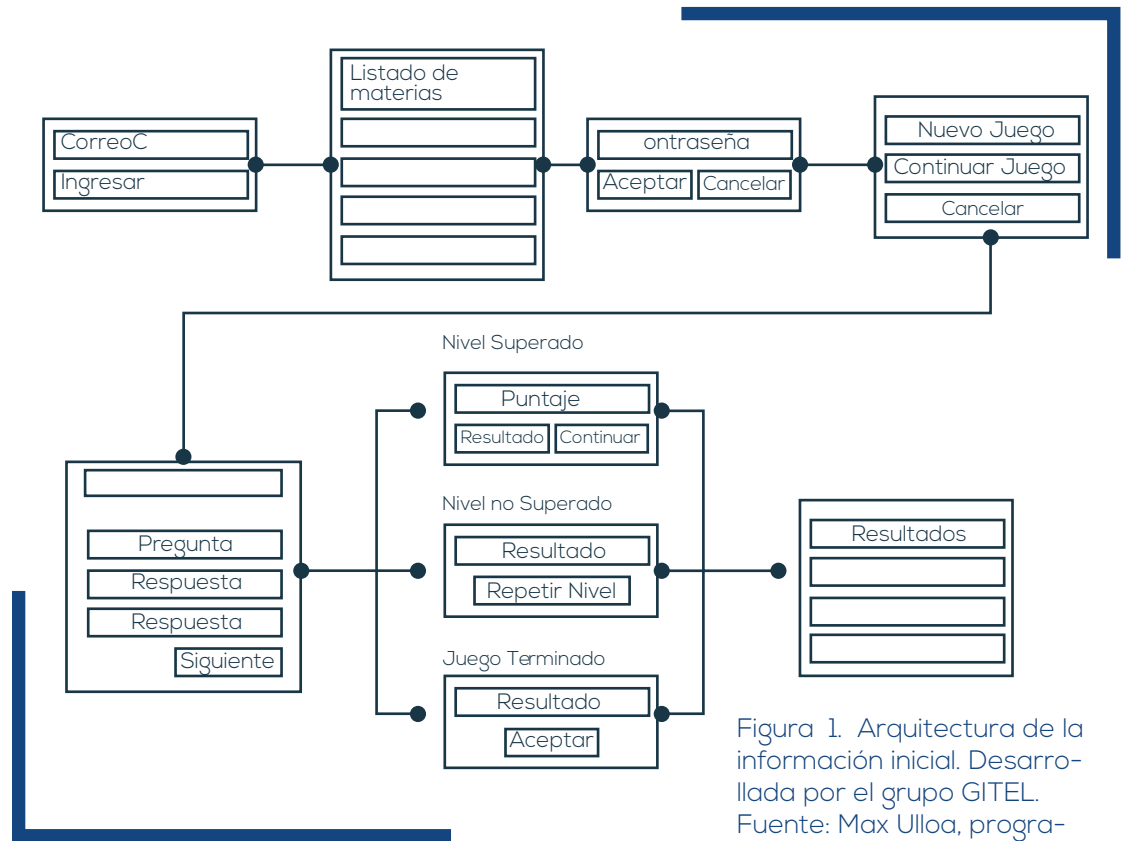 Listado de
materias
CorreoC
Ingresar
ontraseña
Aceptar
Cancelar
Nuevo Juego
Continuar Juego
Cancelar
Nivel Superado
Puntaje
Resultado
Continuar
Pregunta
Respuesta
Respuesta
Siguiente
Nivel no Superado
Resultado
Repetir Nivel
Juego Terminado
Resultado
Aceptar
Resultados
Figura 1. Arquitectura de la
información inicial. Desarro-
llada por el grupo GITEL.
Fuente: Max Ulloa, progra-